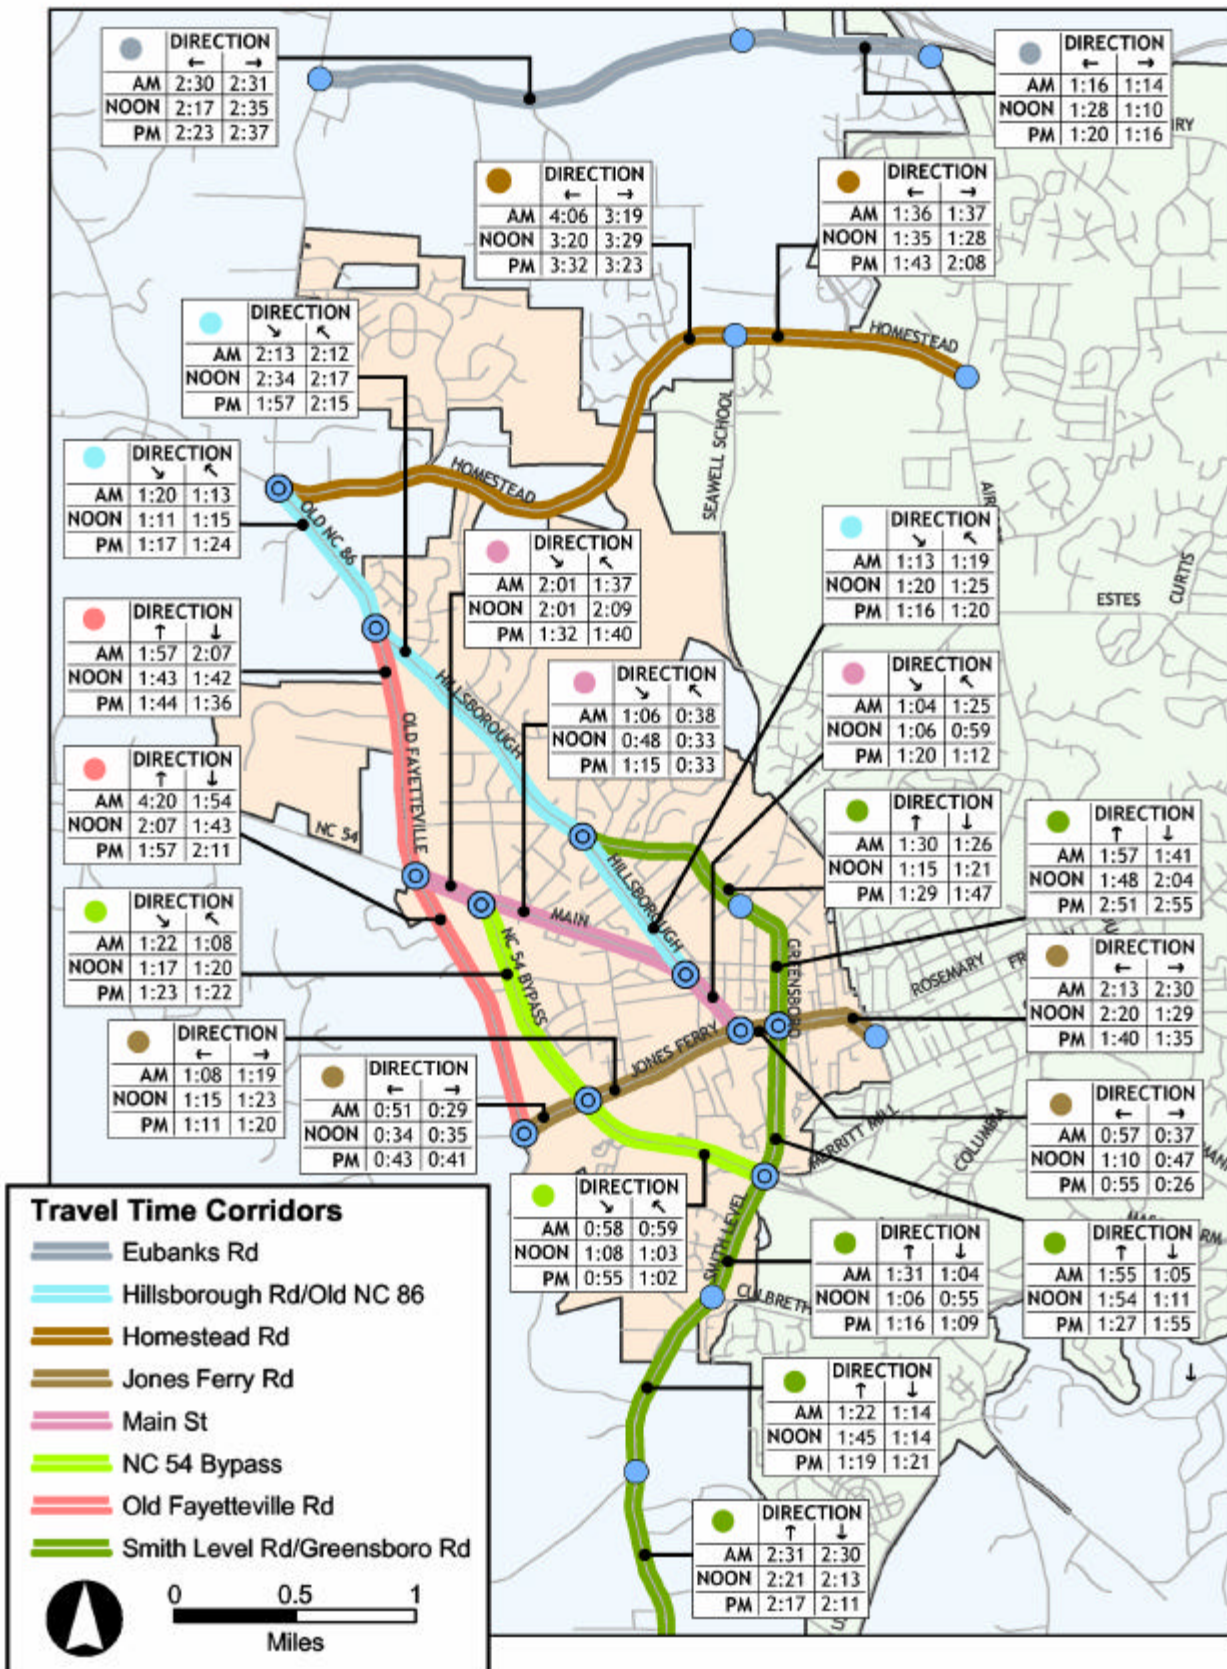 DIRECTION
← →
AM 2:30 2:31
NOON 2:17 2:35
PM 2:23 2:37
DIRECTION
← →
AM 1:16 1:14
NOON 1:28 1:10
PM 1:20 1:16
DIRECTION
← →
AM 4:06 3:19
NOON 3:20 3:29
PM 3:32 3:23
DIRECTION
← →
AM 1:36 1:37
NOON 1:35 1:28
PM 1:43 2:08
DIRECTION
↘ ↖
AM 2:13 2:12
NOON 2:34 2:17
PM 1:57 2:15
HOMESTEAD
SEAWELL SCHOOL
DIRECTION
↘ ↖
AM 1:20 1:13
NOON 1:11 1:15
PM 1:17 1:24
HOMESTEAD
OLD NC 86
DIRECTION
↘ ↖
AM 2:01 1:37
NOON 2:01 2:09
PM 1:32 1:40
DIRECTION
↘ ↖
AM 1:13 1:19
NOON 1:20 1:25
PM 1:16 1:20
ESTES
CURTIS
DIRECTION
↑ ↓
AM 1:57 2:07
NOON 1:43 1:42
PM 1:44 1:36
HILLSBOROUGH
OLD FAYETTEVILLE
DIRECTION
↘ ↖
AM 1:06 0:38
NOON 0:48 0:33
PM 1:15 0:33
DIRECTION
↘ ↖
AM 1:04 1:25
NOON 1:06 0:59
PM 1:20 1:12
DIRECTION
↑ ↓
AM 4:20 1:54
NOON 2:07 1:43
PM 1:57 2:11
NC 54
HILLSBOROUGH
DIRECTION
↑ ↓
AM 1:30 1:26
NOON 1:15 1:21
PM 1:29 1:47
DIRECTION
↑ ↓
AM 1:57 1:41
NOON 1:48 2:04
PM 2:51 2:55
DIRECTION
↘ ↖
AM 1:22 1:08
NOON 1:17 1:20
PM 1:23 1:22
MAIN
NC 54 BYPASS
GREENSBORO
ROSEMARY
DIRECTION
← →
AM 2:13 2:30
NOON 2:20 1:29
PM 1:40 1:35
DIRECTION
← →
AM 1:08 1:19
NOON 1:15 1:23
PM 1:11 1:20
DIRECTION
← →
AM 0:51 0:29
NOON 0:34 0:35
PM 0:43 0:41
JONES FERRY
MERRITT MILL
COLUMBIA
DIRECTION
← →
AM 0:57 0:37
NOON 1:10 0:47
PM 0:55 0:26
DIRECTION
↘ ↖
AM 0:58 0:59
NOON 1:08 1:03
PM 0:55 1:02
SMITH LEVEL
CULBRETH
DIRECTION
↑ ↓
AM 1:31 1:04
NOON 1:06 0:55
PM 1:16 1:09
DIRECTION
↑ ↓
AM 1:55 1:05
NOON 1:54 1:11
PM 1:27 1:55
↓
DIRECTION
↑ ↓
AM 1:22 1:14
NOON 1:45 1:14
PM 1:19 1:21
DIRECTION
↑ ↓
AM 2:31 2:30
NOON 2:21 2:13
PM 2:17 2:11
Travel Time Corridors
Eubanks Rd
Hillsborough Rd/Old NC 86
Homestead Rd
Jones Ferry Rd
Main St
NC 54 Bypass
Old Fayetteville Rd
Smith Level Rd/Greensboro Rd
0 0.5 1
Miles